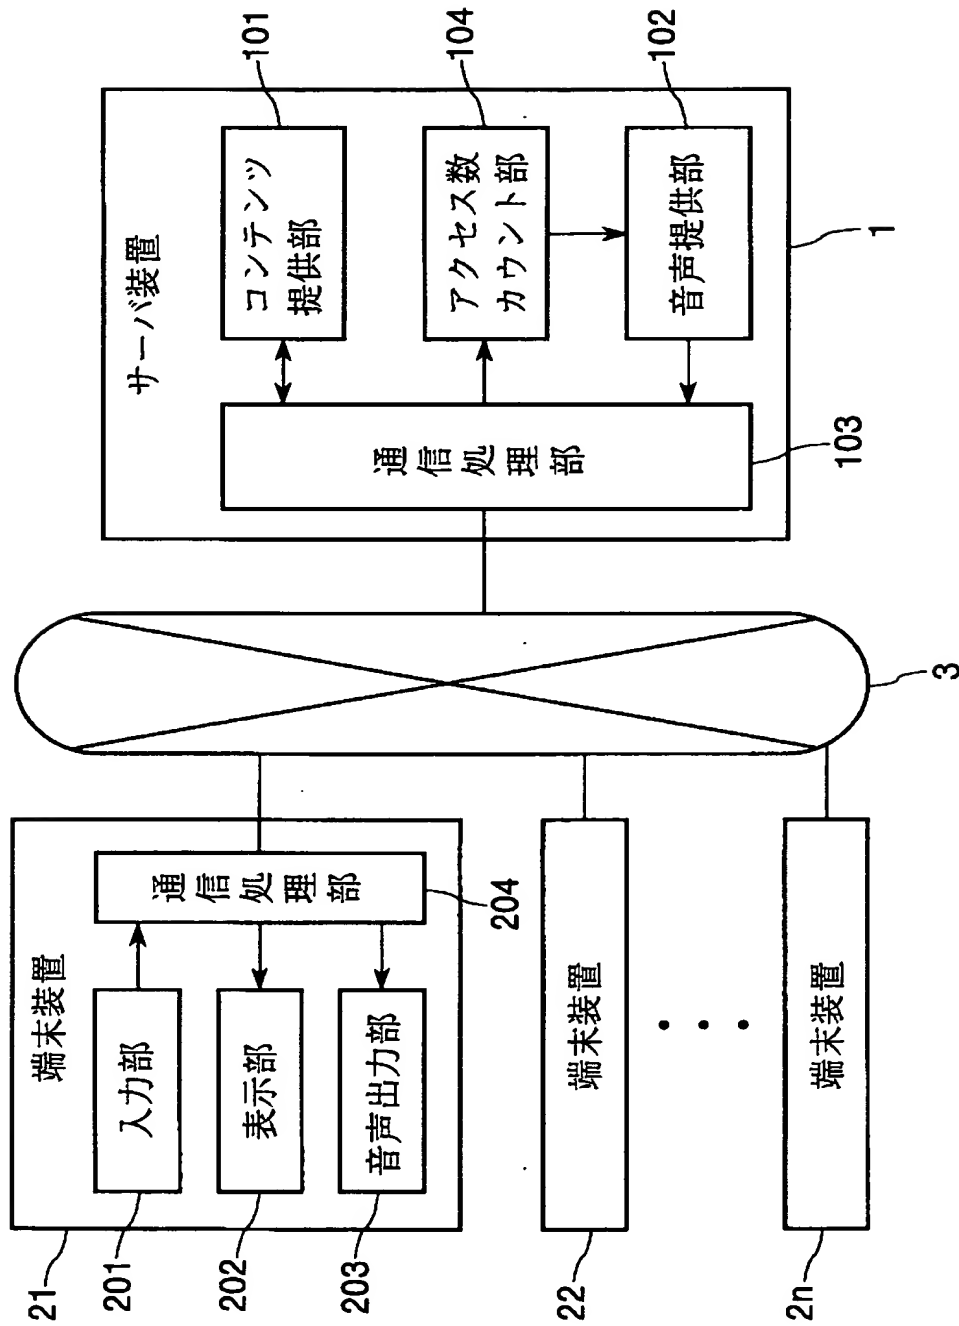 端末装置
21
入力部
201
表示部
202
音声出力部
203
通信処理部
204
端末装置
22
端末装置
2n
3
サーバ装置
1
通信処理部
103
コンテンツ
提供部
101
アクセス数
カウント部
104
音声提供部
102